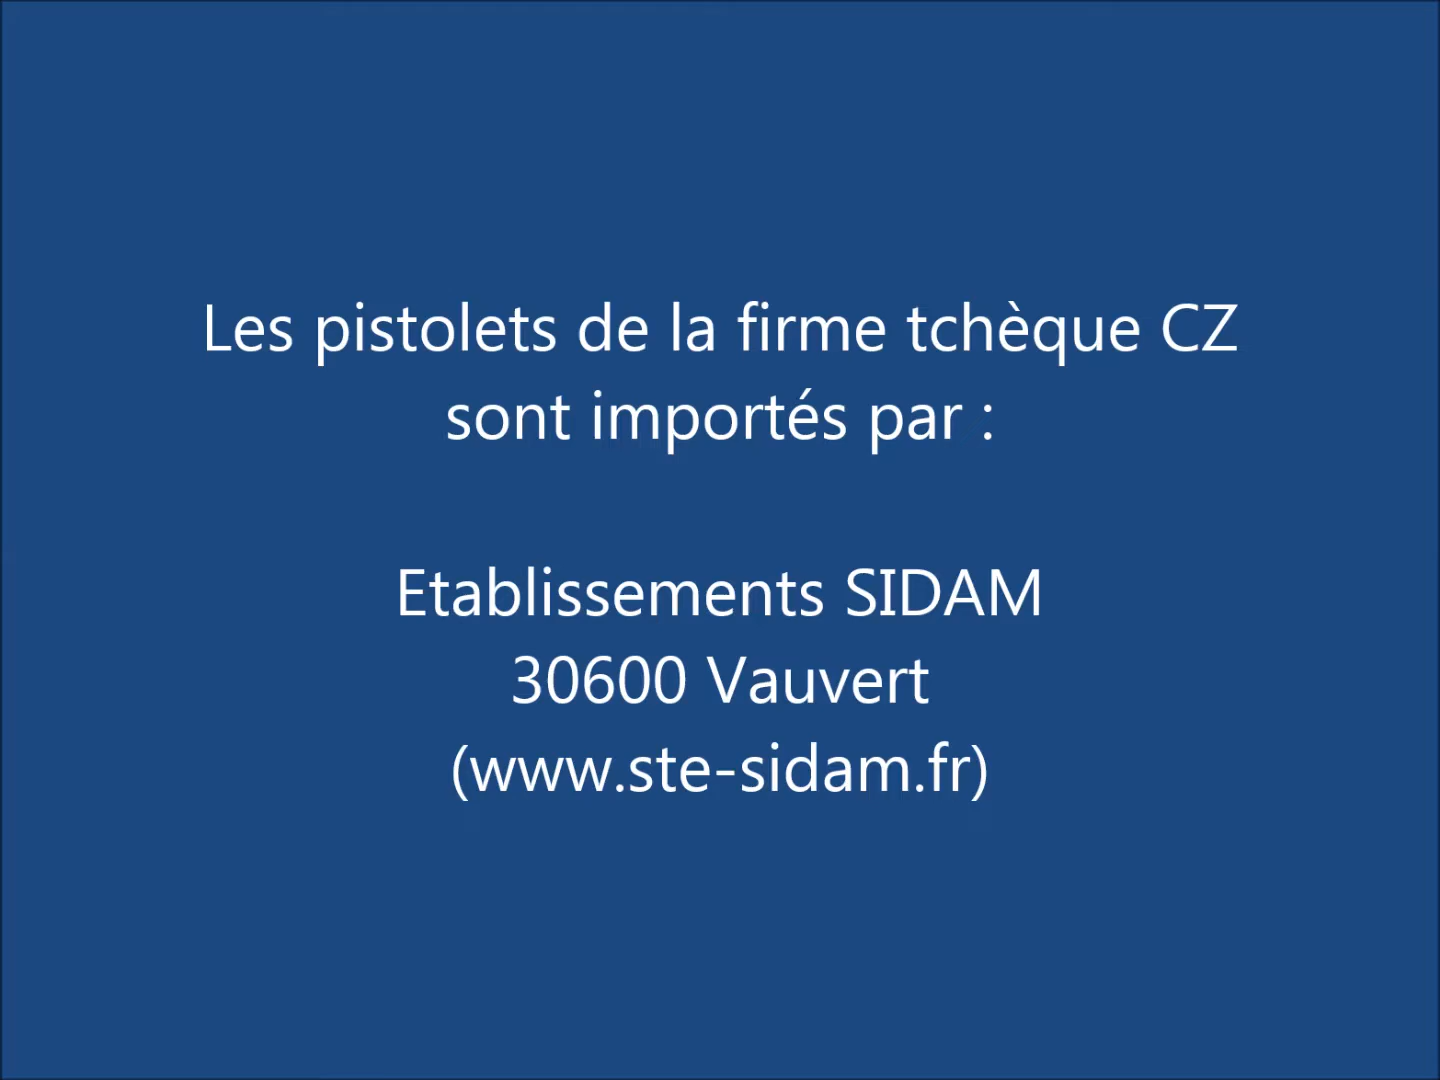 Les pistolets de la firme tchèque CZ
sont importés par :
Etablissements SIDAM
30600 Vauvert
(www.ste-sidam.fr)